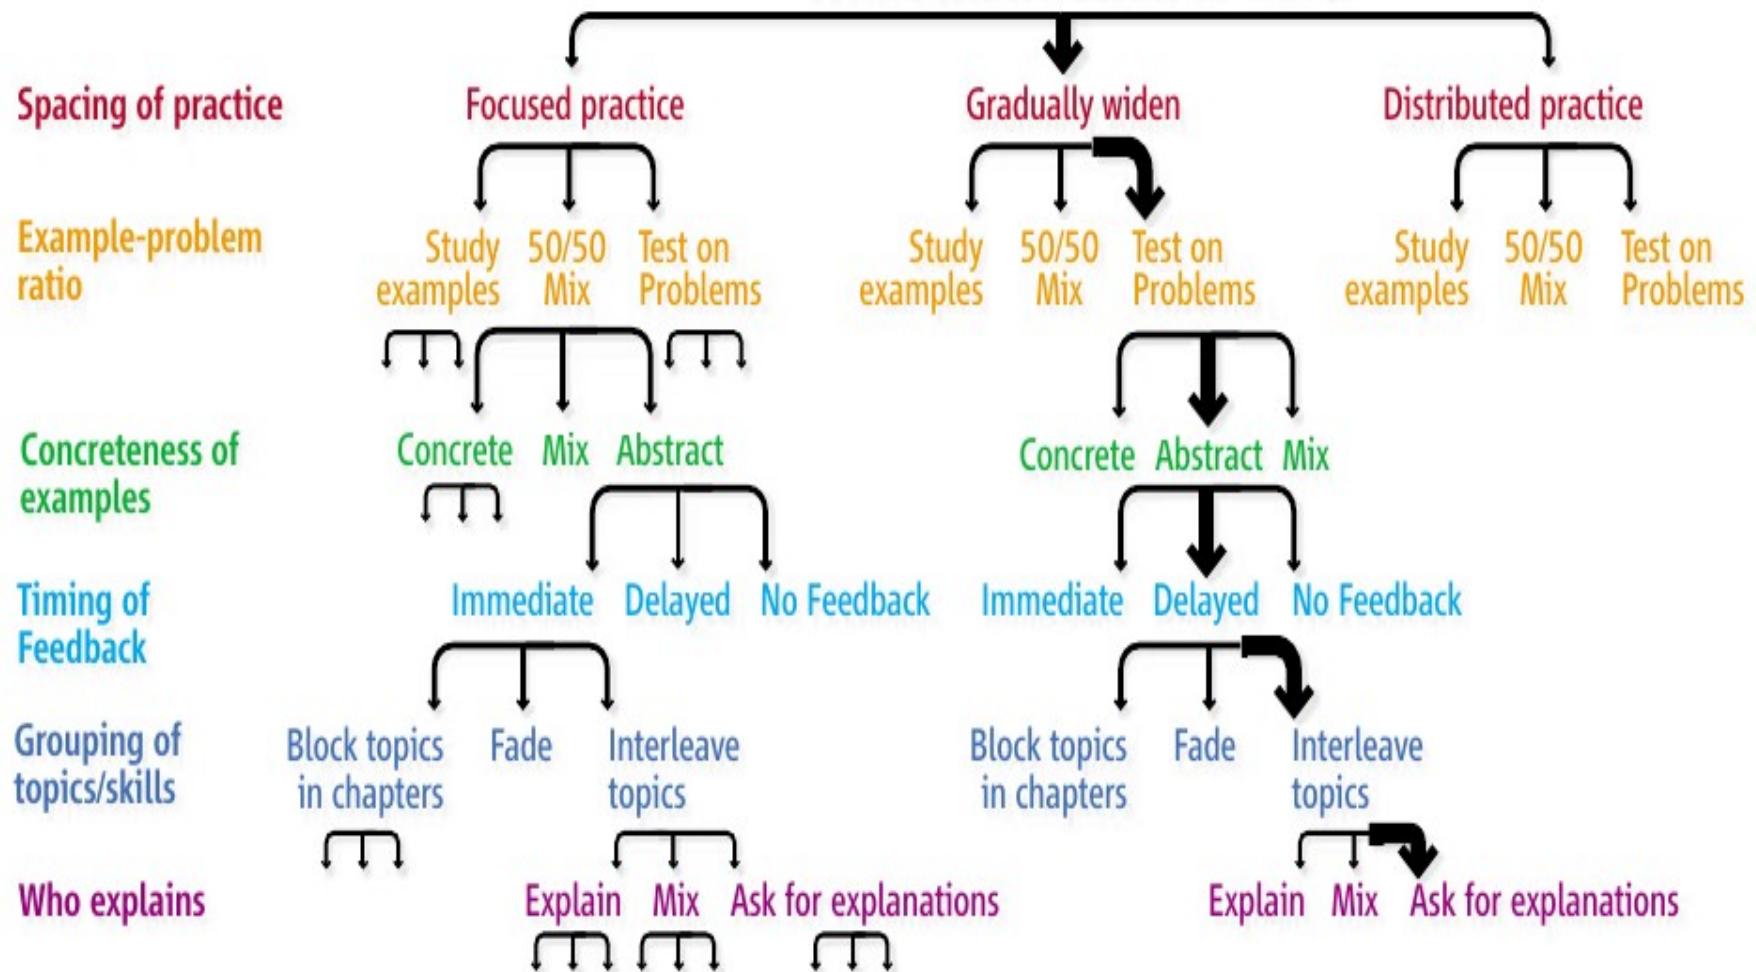 Spacing of practice
Focused practice
Gradually widen
Distributed practice
Example-problem
ratio
Study
examples
50/50
Mix
Test on
Problems
Study
examples
50/50
Mix
Test on
Problems
Study
examples
50/50
Mix
Test on
Problems
Concreteness of
examples
Concrete Mix Abstract
Concrete Abstract Mix
Timing of
Feedback
Immediate Delayed No Feedback
Immediate Delayed No Feedback
Grouping of
topics/skills
Block topics
in chapters
Fade
Interleave
topics
Block topics
in chapters
Fade
Interleave
topics
Who explains
Explain Mix Ask for explanations
Explain Mix Ask for explanations